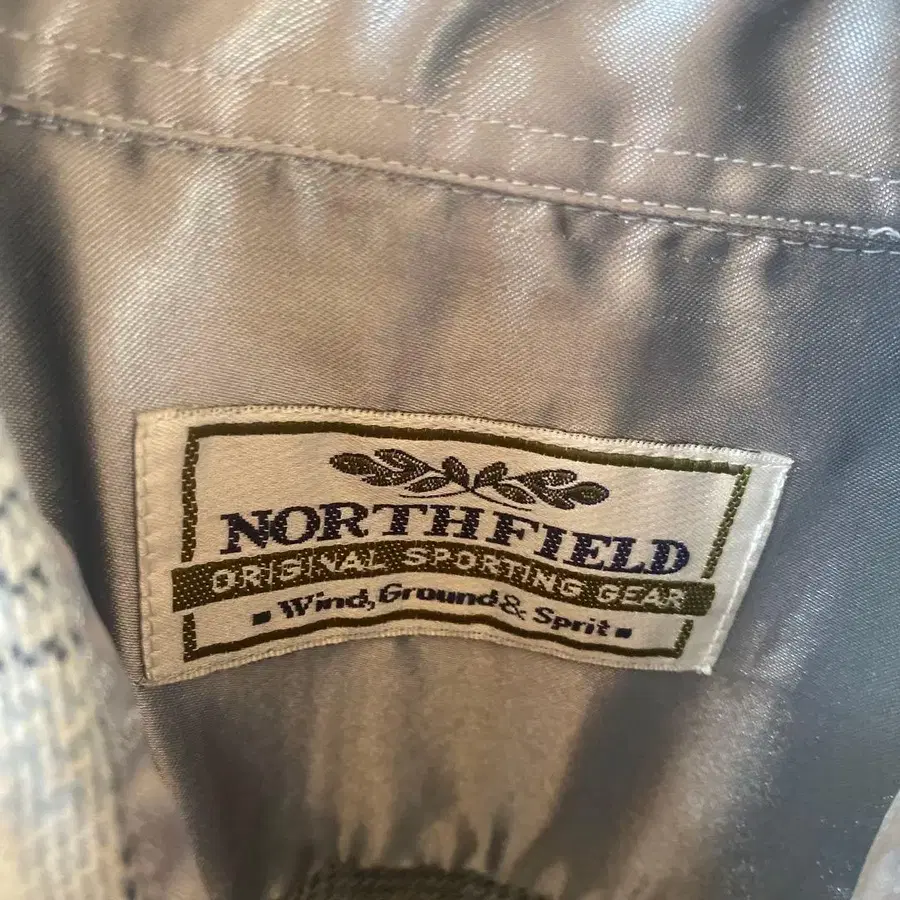 NORTHFIELD
ORIGINAL SPORTING GEAR
▪ Wind, Ground & Sprit ▪